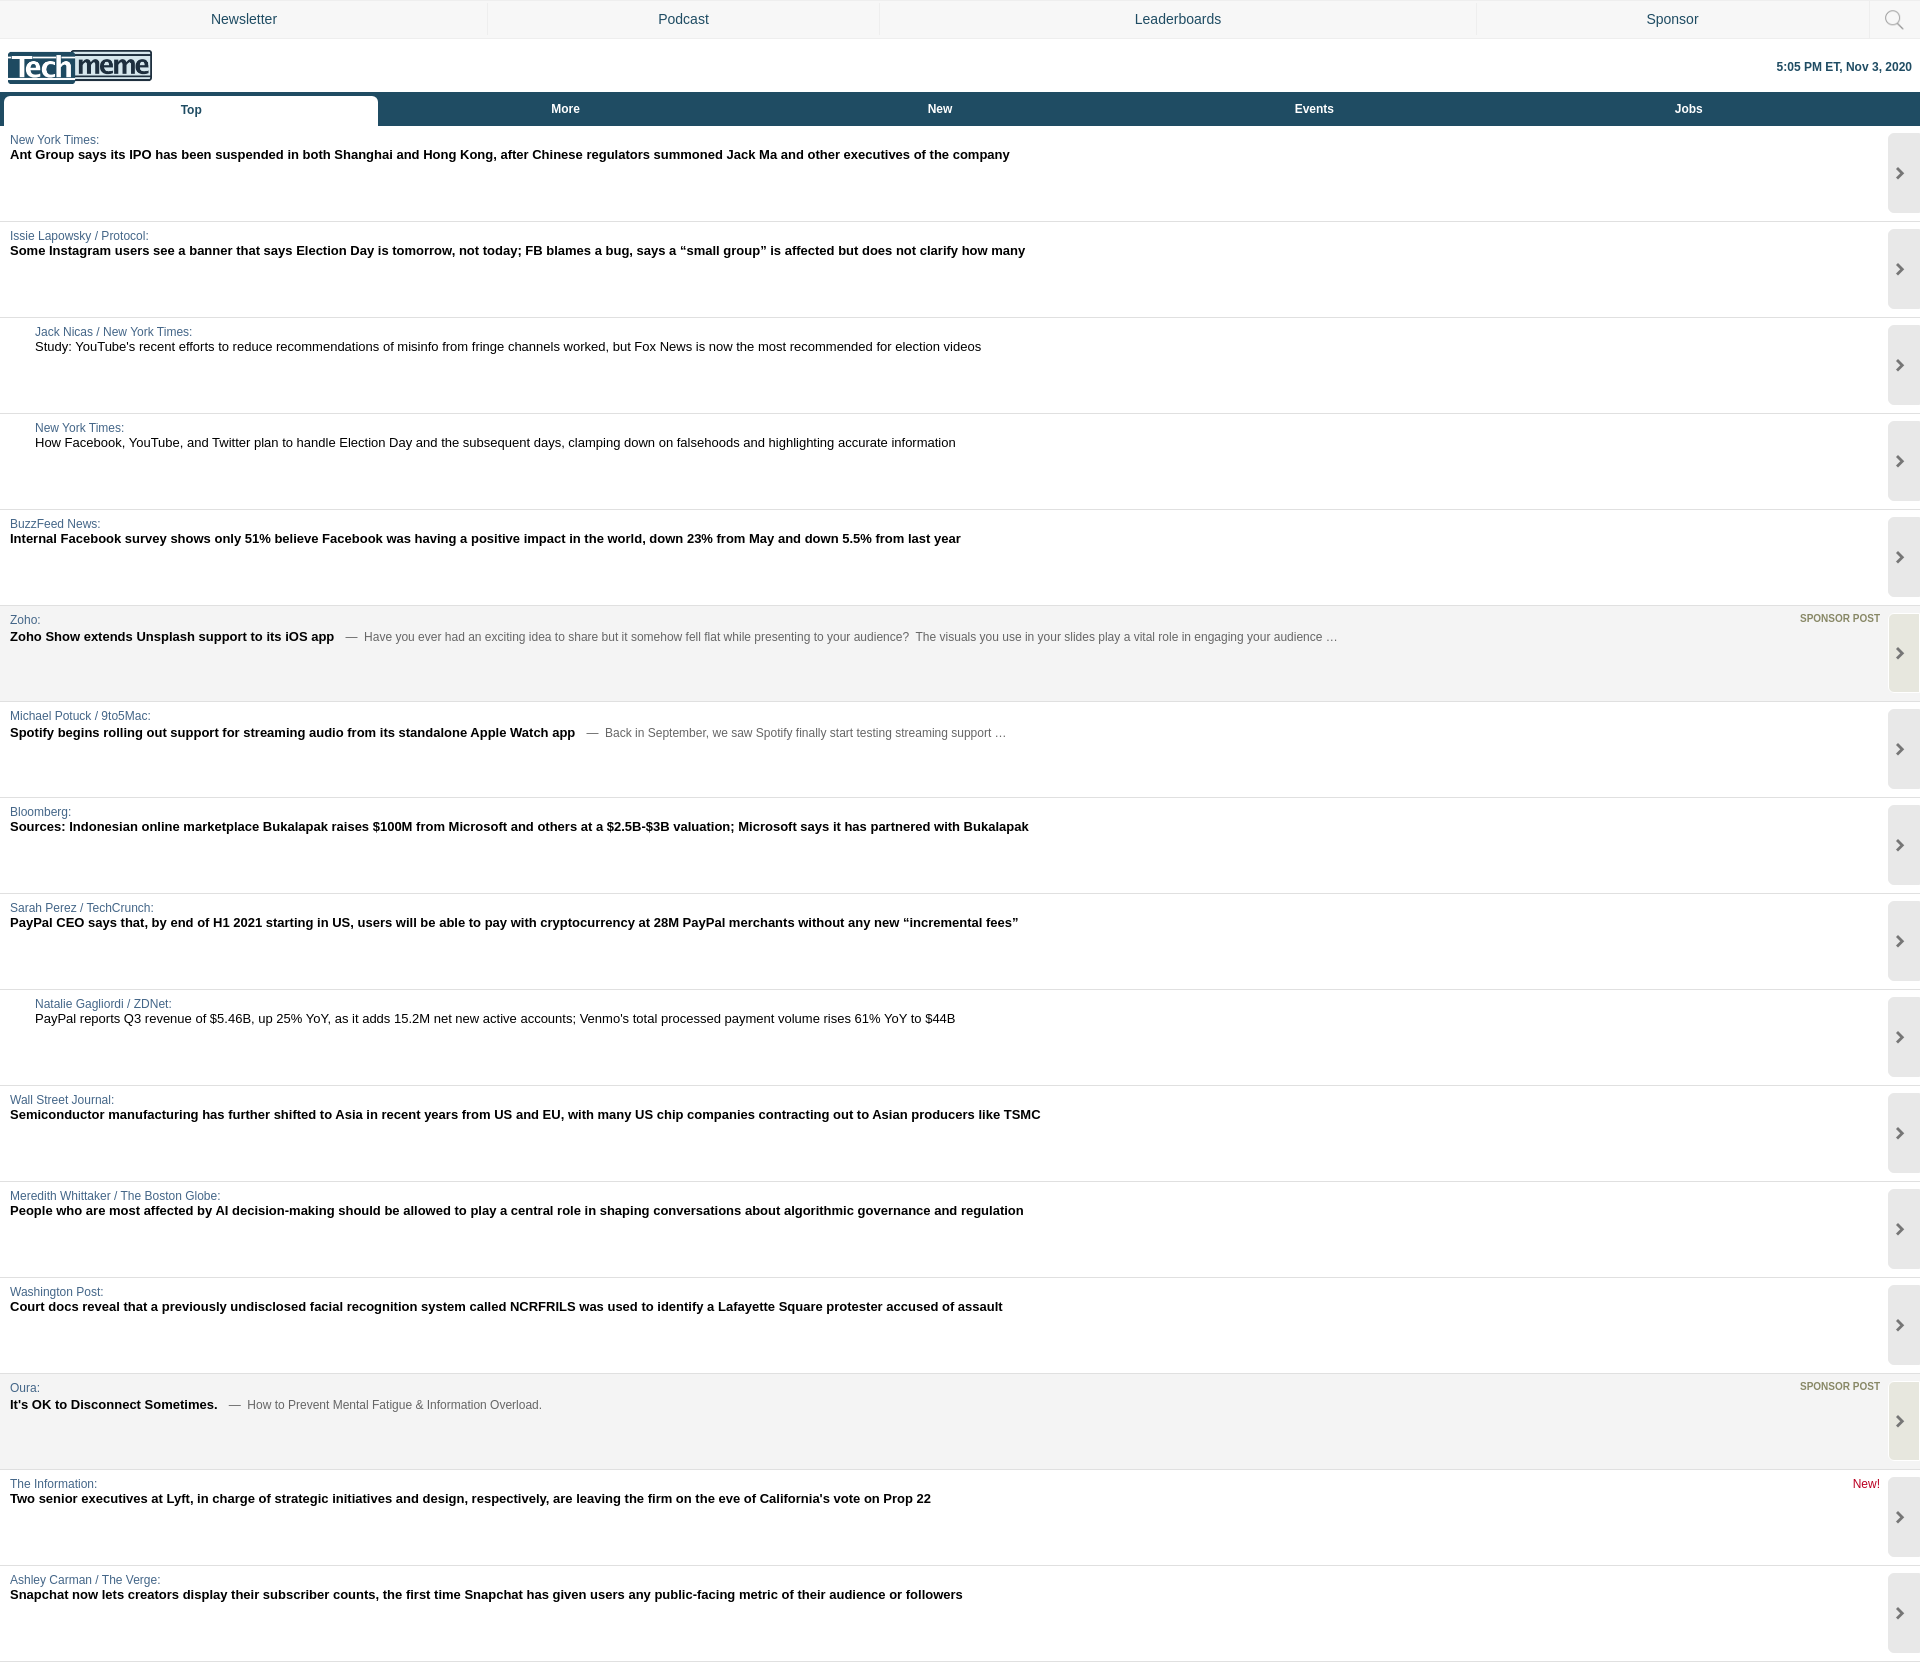 Newsletter
Podcast
Leaderboards
Sponsor
Techmeme
5:05 PM ET, Nov 3, 2020
Top
More
New
Events
Jobs
New York Times:
Ant Group says its IPO has been suspended in both Shanghai and Hong Kong, after Chinese regulators summoned Jack Ma and other executives of the company
Issie Lapowsky / Protocol:
Some Instagram users see a banner that says Election Day is tomorrow, not today; FB blames a bug, says a “small group” is affected but does not clarify how many
Jack Nicas / New York Times:
Study: YouTube's recent efforts to reduce recommendations of misinfo from fringe channels worked, but Fox News is now the most recommended for election videos
New York Times:
How Facebook, YouTube, and Twitter plan to handle Election Day and the subsequent days, clamping down on falsehoods and highlighting accurate information
BuzzFeed News:
Internal Facebook survey shows only 51% believe Facebook was having a positive impact in the world, down 23% from May and down 5.5% from last year
Zoho:
SPONSOR POST
Zoho Show extends Unsplash support to its iOS app — Have you ever had an exciting idea to share but it somehow fell flat while presenting to your audience? The visuals you use in your slides play a vital role in engaging your audience …
Michael Potuck / 9to5Mac:
Spotify begins rolling out support for streaming audio from its standalone Apple Watch app — Back in September, we saw Spotify finally start testing streaming support …
Bloomberg:
Sources: Indonesian online marketplace Bukalapak raises $100M from Microsoft and others at a $2.5B-$3B valuation; Microsoft says it has partnered with Bukalapak
Sarah Perez / TechCrunch:
PayPal CEO says that, by end of H1 2021 starting in US, users will be able to pay with cryptocurrency at 28M PayPal merchants without any new “incremental fees”
Natalie Gagliordi / ZDNet:
PayPal reports Q3 revenue of $5.46B, up 25% YoY, as it adds 15.2M net new active accounts; Venmo's total processed payment volume rises 61% YoY to $44B
Wall Street Journal:
Semiconductor manufacturing has further shifted to Asia in recent years from US and EU, with many US chip companies contracting out to Asian producers like TSMC
Meredith Whittaker / The Boston Globe:
People who are most affected by AI decision-making should be allowed to play a central role in shaping conversations about algorithmic governance and regulation
Washington Post:
Court docs reveal that a previously undisclosed facial recognition system called NCRFRILS was used to identify a Lafayette Square protester accused of assault
Oura:
SPONSOR POST
It's OK to Disconnect Sometimes. — How to Prevent Mental Fatigue & Information Overload.
The Information:
New!
Two senior executives at Lyft, in charge of strategic initiatives and design, respectively, are leaving the firm on the eve of California's vote on Prop 22
Ashley Carman / The Verge:
Snapchat now lets creators display their subscriber counts, the first time Snapchat has given users any public-facing metric of their audience or followers